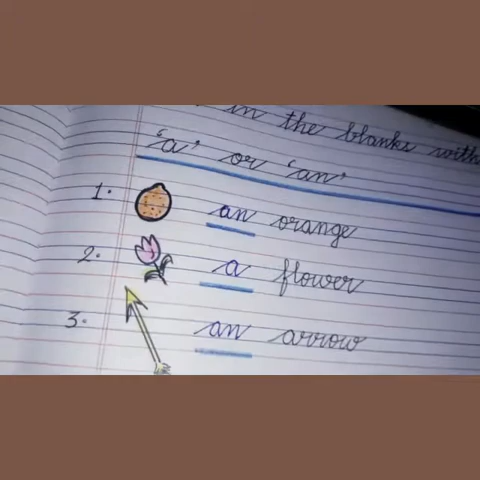 in the blanks with
'a' or 'an'
1. an orange
2. a flower
3. an arrow